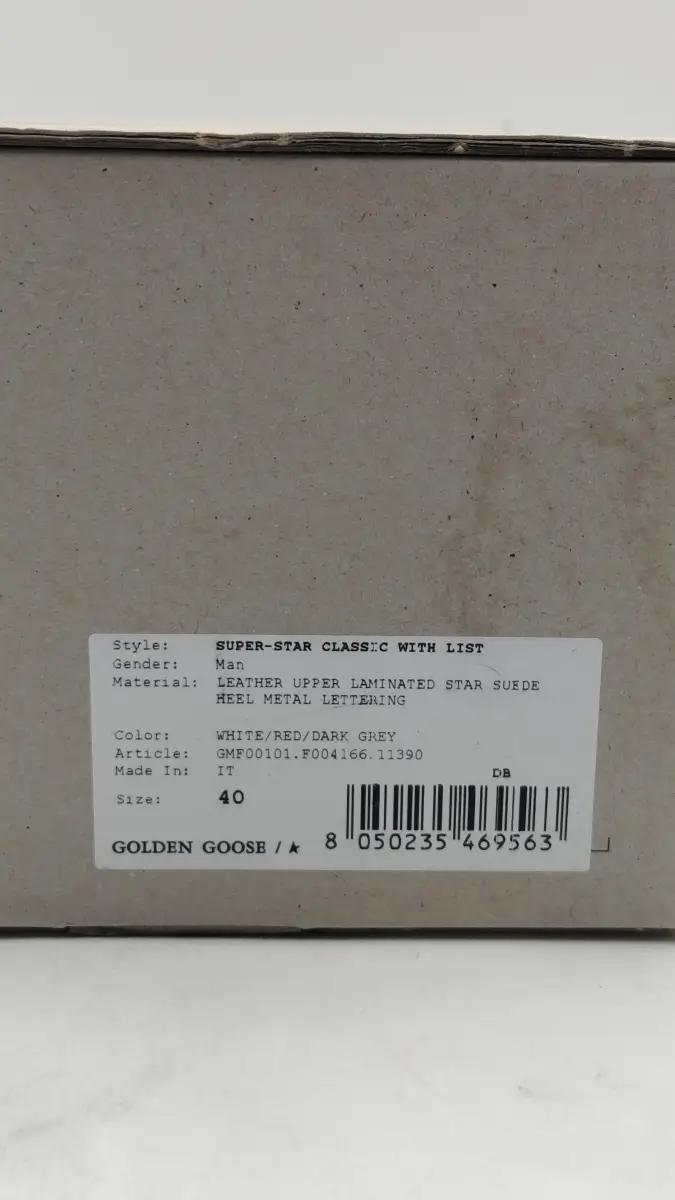 Style: SUPER-STAR CLASSIC WITH LIST
Gender: Man
Material: LEATHER UPPER LAMINATED STAR SUEDE
HEEL METAL LETTERING
Color: WHITE/RED/DARK GREY
Article: GMF00101.F004166.11390
Made In: IT
DB
Size: 40
GOLDEN GOOSE / ★
8 050235 469563